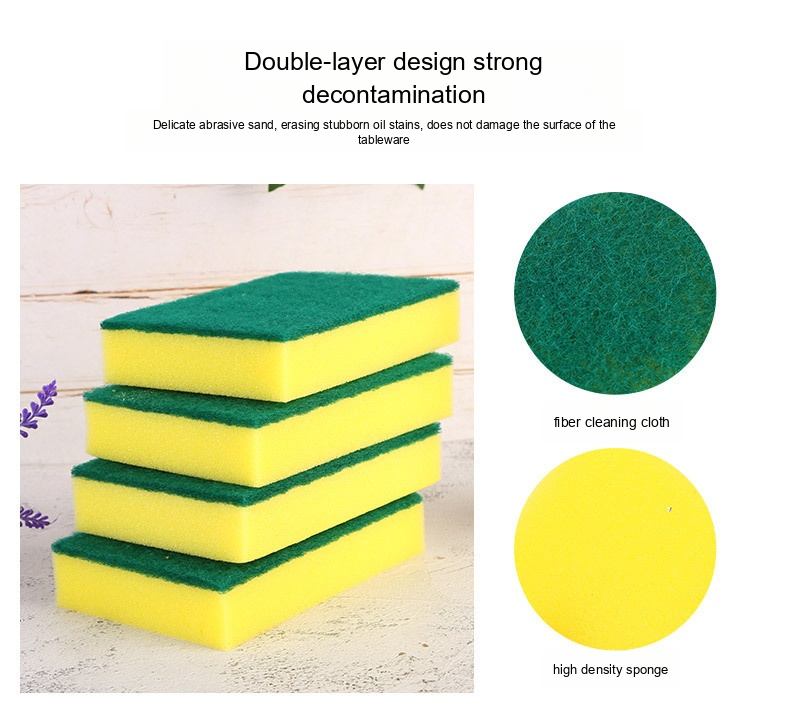 Double-layer design strong
decontamination
Delicate abrasive sand, erasing stubborn oil stains, does not damage the surface of the
tableware
fiber cleaning cloth
high density sponge